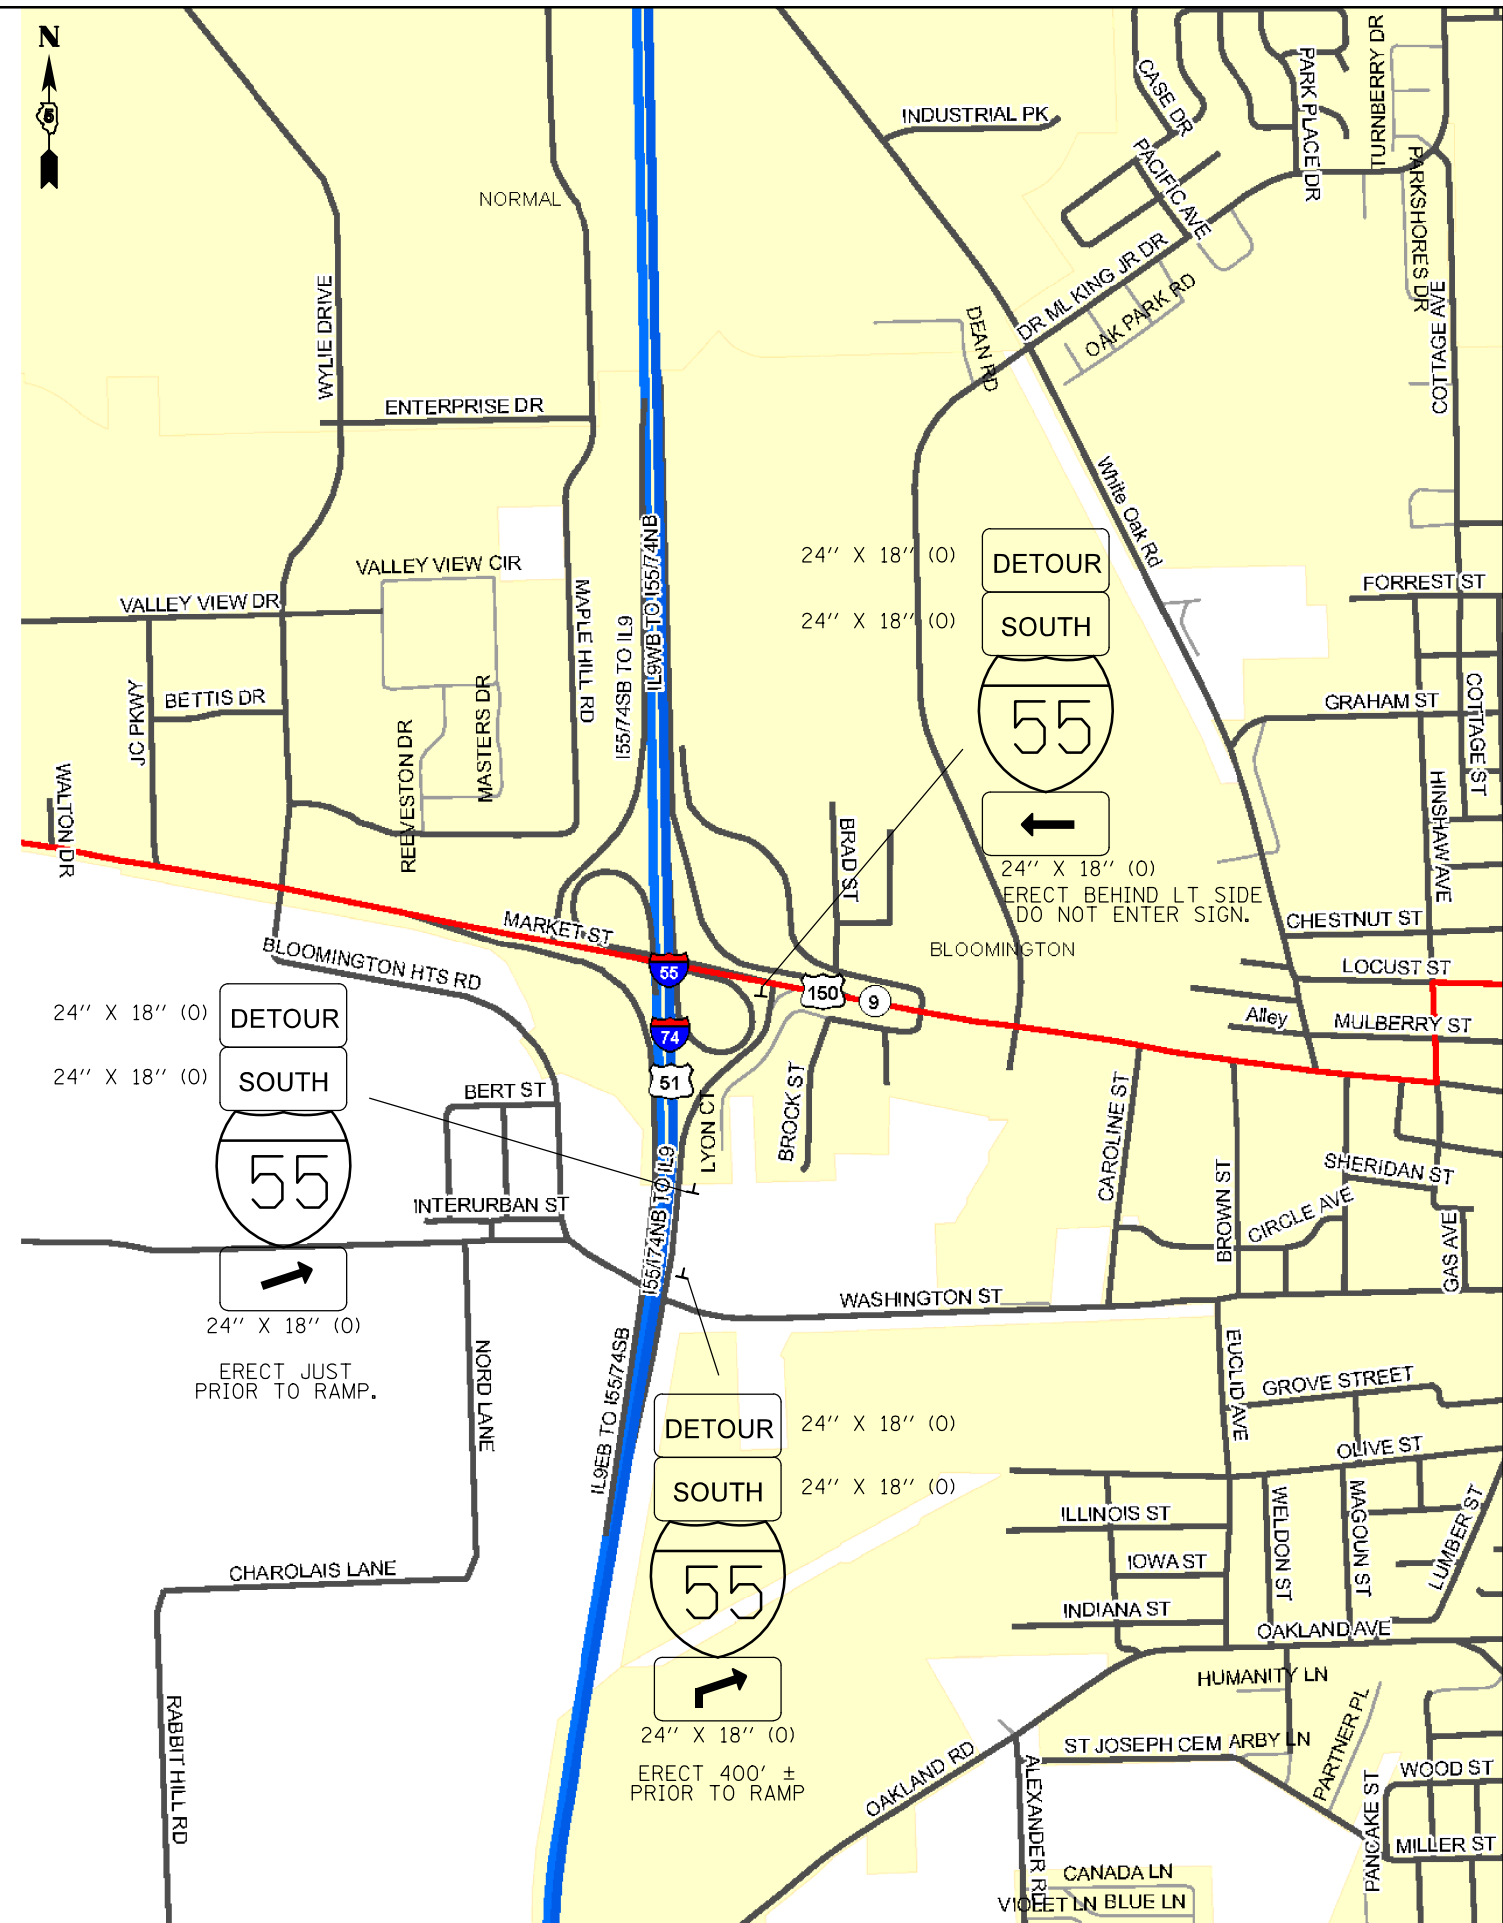 N
5
INDUSTRIAL PK
CASE DR
PARK PLACE DR
TURNBERRY DR
PACIFIC AVE
PARKSHORES DR
NORMAL
DR ML KING JR DR
OAK PARK RD
DEAN RD
COTTAGE AVE
WYLIE DRIVE
ENTERPRISE DR
White Oak Rd
24" X 18" (O)
DETOUR
24" X 18" (O)
SOUTH
55
24" X 18" (O)
ERECT BEHIND LT SIDE
DO NOT ENTER SIGN.
VALLEY VIEW CIR
VALLEY VIEW DR
MAPLE HILL RD
I55/74SB TO IL9
IL9WB TO I55/74NB
FORREST ST
JC PKWY
BETTIS DR
REEVESTON DR
MASTERS DR
GRAHAM ST
COTTAGE ST
HINSHAW AVE
WALTON DR
BRAD ST
MARKET ST
CHESTNUT ST
BLOOMINGTON HTS RD
BLOOMINGTON
LOCUST ST
55
150
9
74
51
Alley
MULBERRY ST
24" X 18" (O)
DETOUR
24" X 18" (O)
SOUTH
55
24" X 18" (O)
ERECT JUST
PRIOR TO RAMP.
BERT ST
LYON CT
BROCK ST
CAROLINE ST
INTERURBAN ST
I55/I74NB TO IL9
BROWN ST
SHERIDAN ST
CIRCLE AVE
GAS AVE
WASHINGTON ST
NORD LANE
IL9EB TO I55/74SB
EUCLID AVE
GROVE STREET
DETOUR
24" X 18" (O)
SOUTH
24" X 18" (O)
55
24" X 18" (O)
ERECT 400' ±
PRIOR TO RAMP
OLIVE ST
ILLINOIS ST
WELDON ST
MAGOUN ST
LUMBER ST
IOWA ST
CHAROLAIS LANE
INDIANA ST
OAKLAND AVE
HUMANITY LN
RABBIT HILL RD
ST JOSEPH CEM
ARBY LN
PARTNER PL
OAKLAND RD
ALEXANDER RD
PANCAKE ST
WOOD ST
MILLER ST
CANADA LN
VIOLET LN
BLUE LN